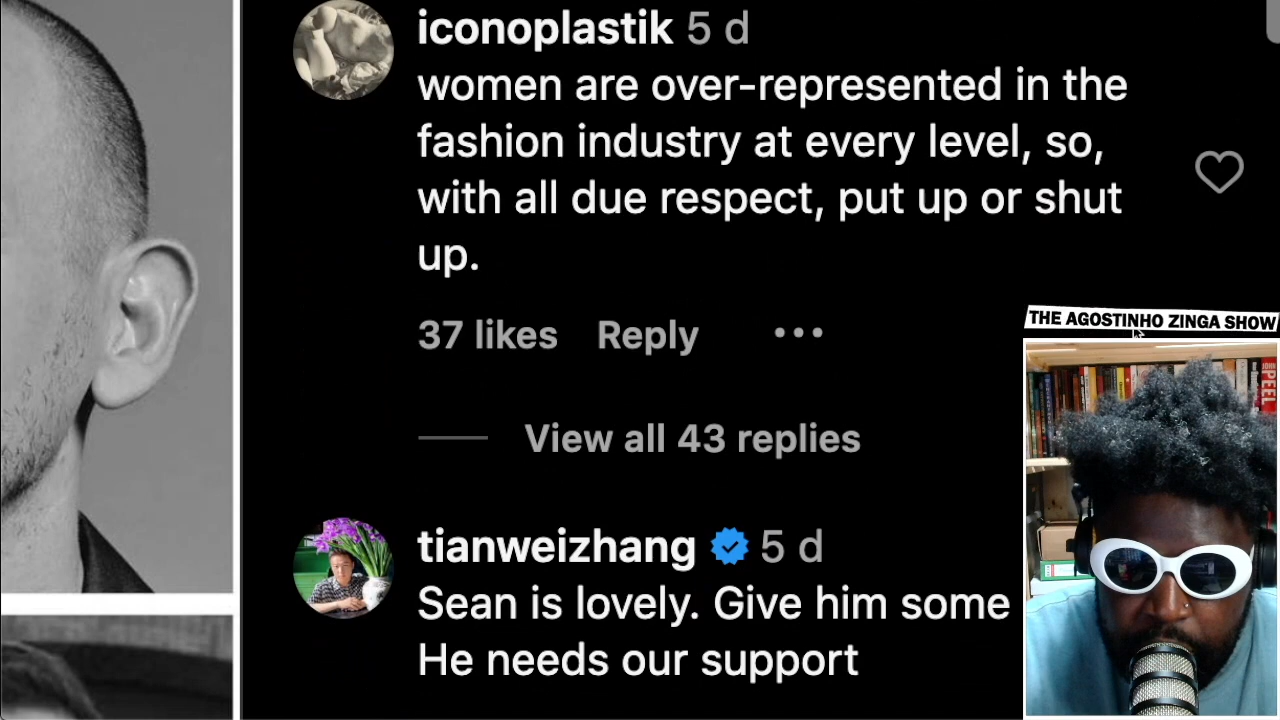 iconoplastik 5 d
women are over-represented in the
fashion industry at every level, so,
with all due respect, put up or shut
up.
37 likes Reply •••
View all 43 replies
THE AGOSTINHO ZINGA SHOW
PEEL
tianweizhang 5 d
Sean is lovely. Give him some
He needs our support